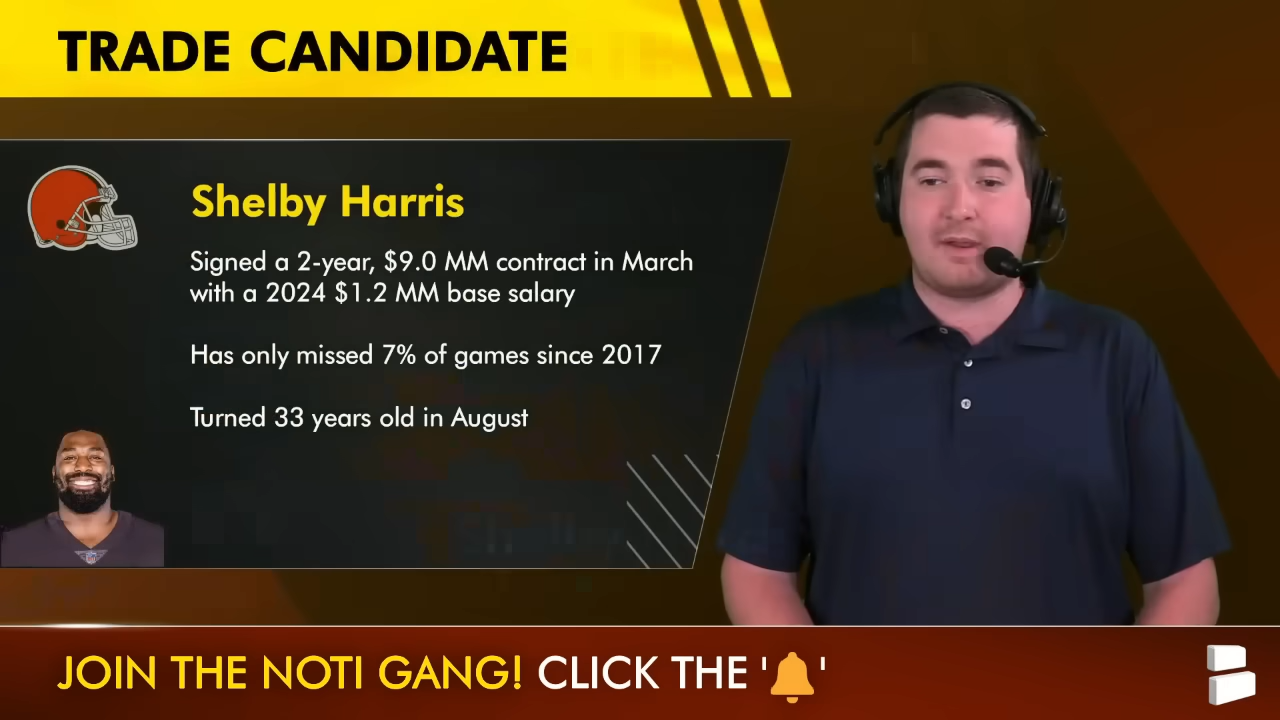 TRADE CANDIDATE
Shelby Harris
Signed a 2-year, $9.0 MM contract in March
with a 2024 $1.2 MM base salary
Has only missed 7% of games since 2017
Turned 33 years old in August
JOIN THE NOTI GANG! CLICK THE '🔔'